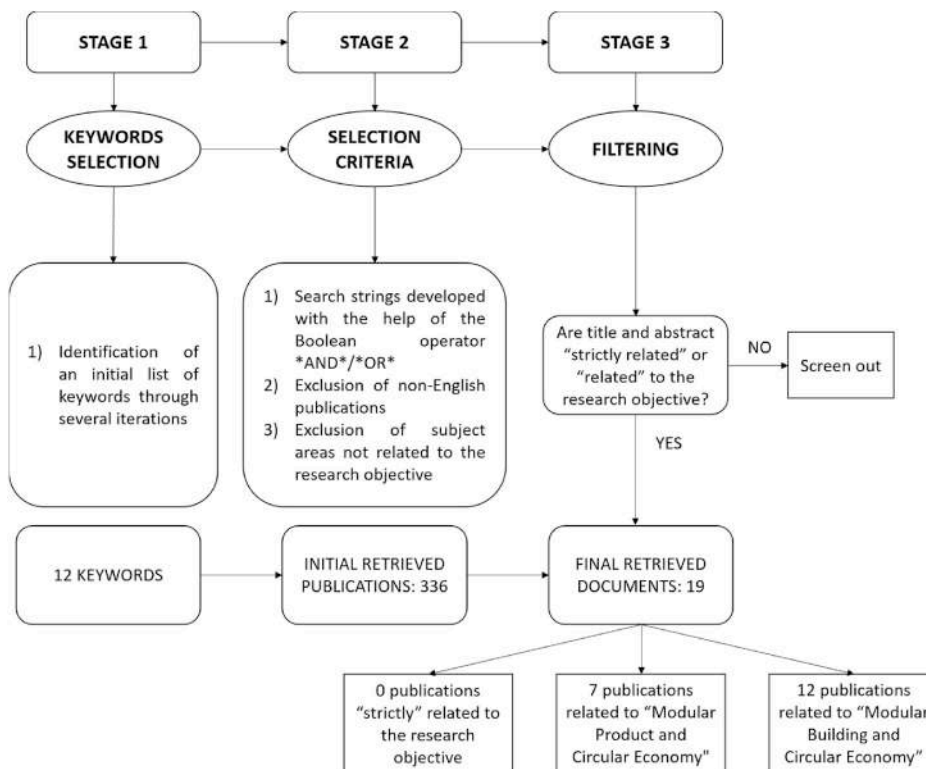 STAGE 1
STAGE 2
STAGE 3
KEYWORDS
SELECTION
SELECTION
CRITERIA
FILTERING
1) Identification of
an initial list of
keywords through
several iterations
1) Search strings developed
with the help of the
Boolean operator
*AND*/*OR*
2) Exclusion of non-English
publications
3) Exclusion of subject
areas not related to the
research objective
Are title and abstract
“strictly related” or
“related” to the
research objective?
NO
Screen out
YES
12 KEYWORDS
INITIAL RETRIEVED
PUBLICATIONS: 336
FINAL RETRIEVED
DOCUMENTS: 19
0 publications
“strictly” related to
the research
objective
7 publications
related to “Modular
Product and
Circular Economy"
12 publications
related to “Modular
Building and
Circular Economy”